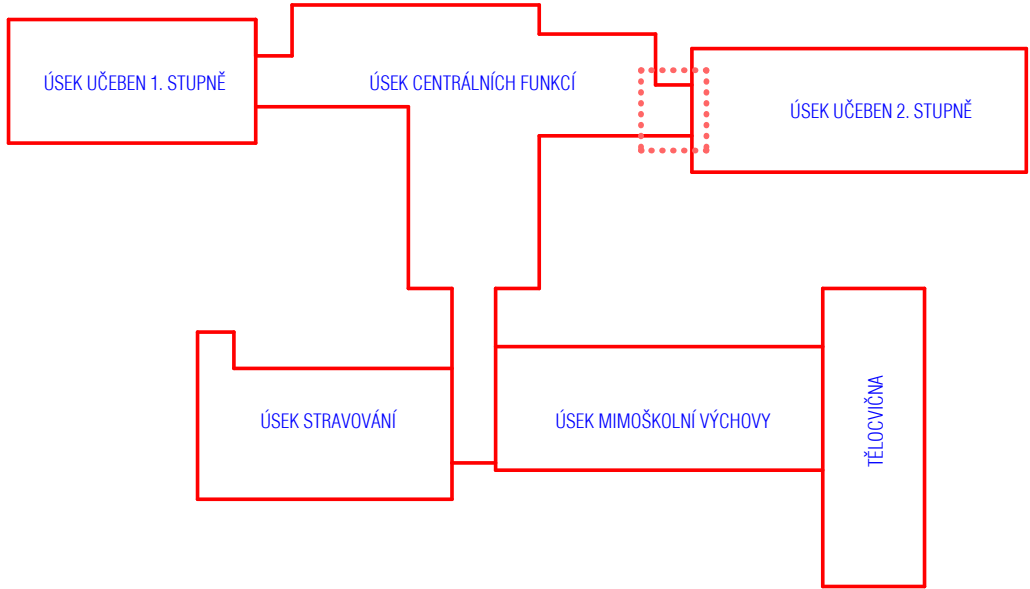 ÚSEK UČEBEN 1. STUPNĚ
ÚSEK CENTRÁLNÍCH FUNKCÍ
ÚSEK UČEBEN 2. STUPNĚ
ÚSEK STRAVOVÁNÍ
ÚSEK MIMOŠKOLNÍ VÝCHOVY
TĚLOCVIČNA